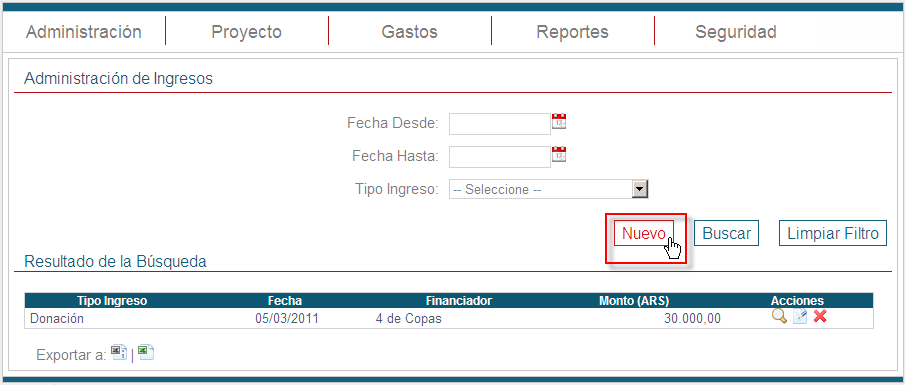 Administración Proyecto Gastos Reportes Seguridad
Administración de Ingresos
Fecha Desde:
Fecha Hasta:
Tipo Ingreso: -- Seleccione --
Nuevo Buscar Limpiar Filtro
Resultado de la Búsqueda
Tipo Ingreso Fecha Financiador Monto (ARS) Acciones
Donación 05/03/2011 4 de Copas 30.000,00
Exportar a: |